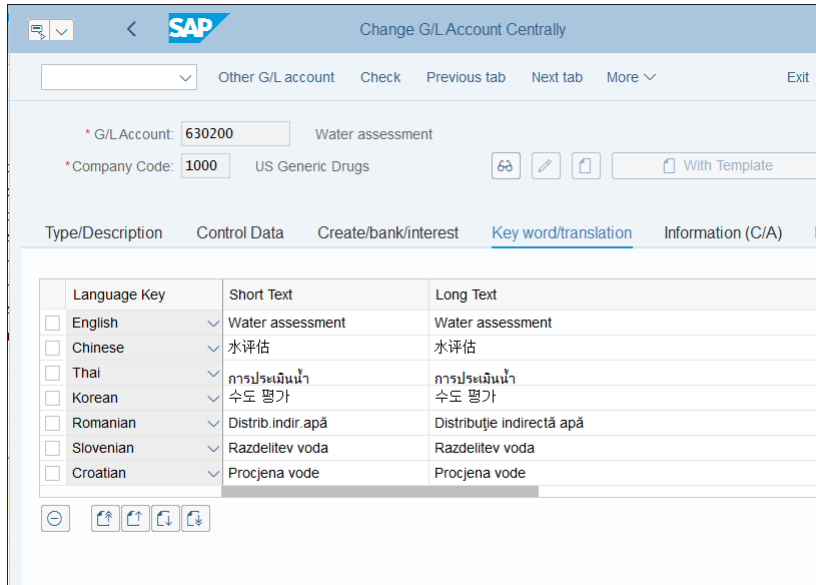 SAP Change G/L Account Centrally
Other G/L account Check Previous tab Next tab More Exit
* G/L Account: 630200 Water assessment
* Company Code: 1000 US Generic Drugs With Template
Type/Description Control Data Create/bank/interest Key word/translation Information (C/A)
Language Key Short Text Long Text
English Water assessment Water assessment
Chinese 水评估 水评估
Thai การประเมินน้ำ การประเมินน้ำ
Korean 수도 평가 수도 평가
Romanian Distrib.indir.apă Distribuţie indirectă apă
Slovenian Razdelitev voda Razdelitev voda
Croatian Procjena vode Procjena vode